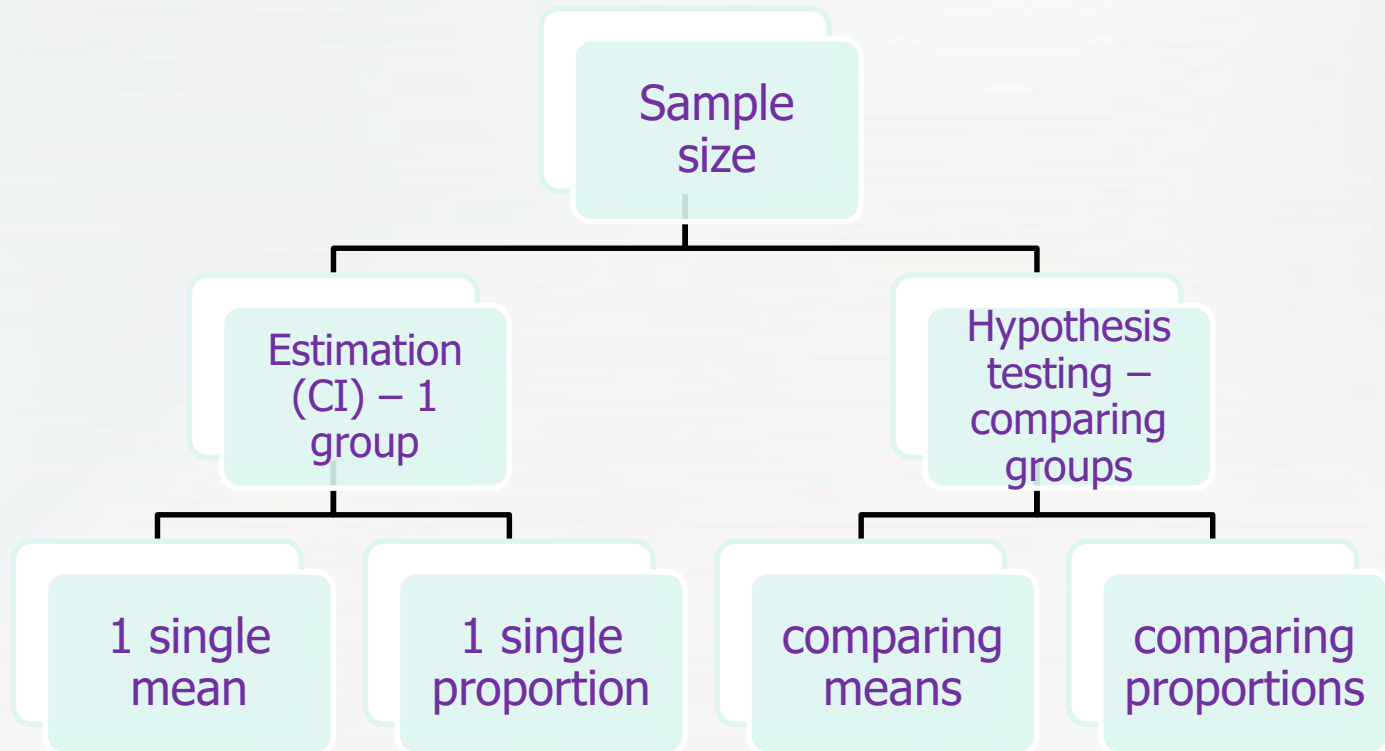 Sample
size
Estimation
(CI) – 1
group
Hypothesis
testing –
comparing
groups
1 single
mean
1 single
proportion
comparing
means
comparing
proportions